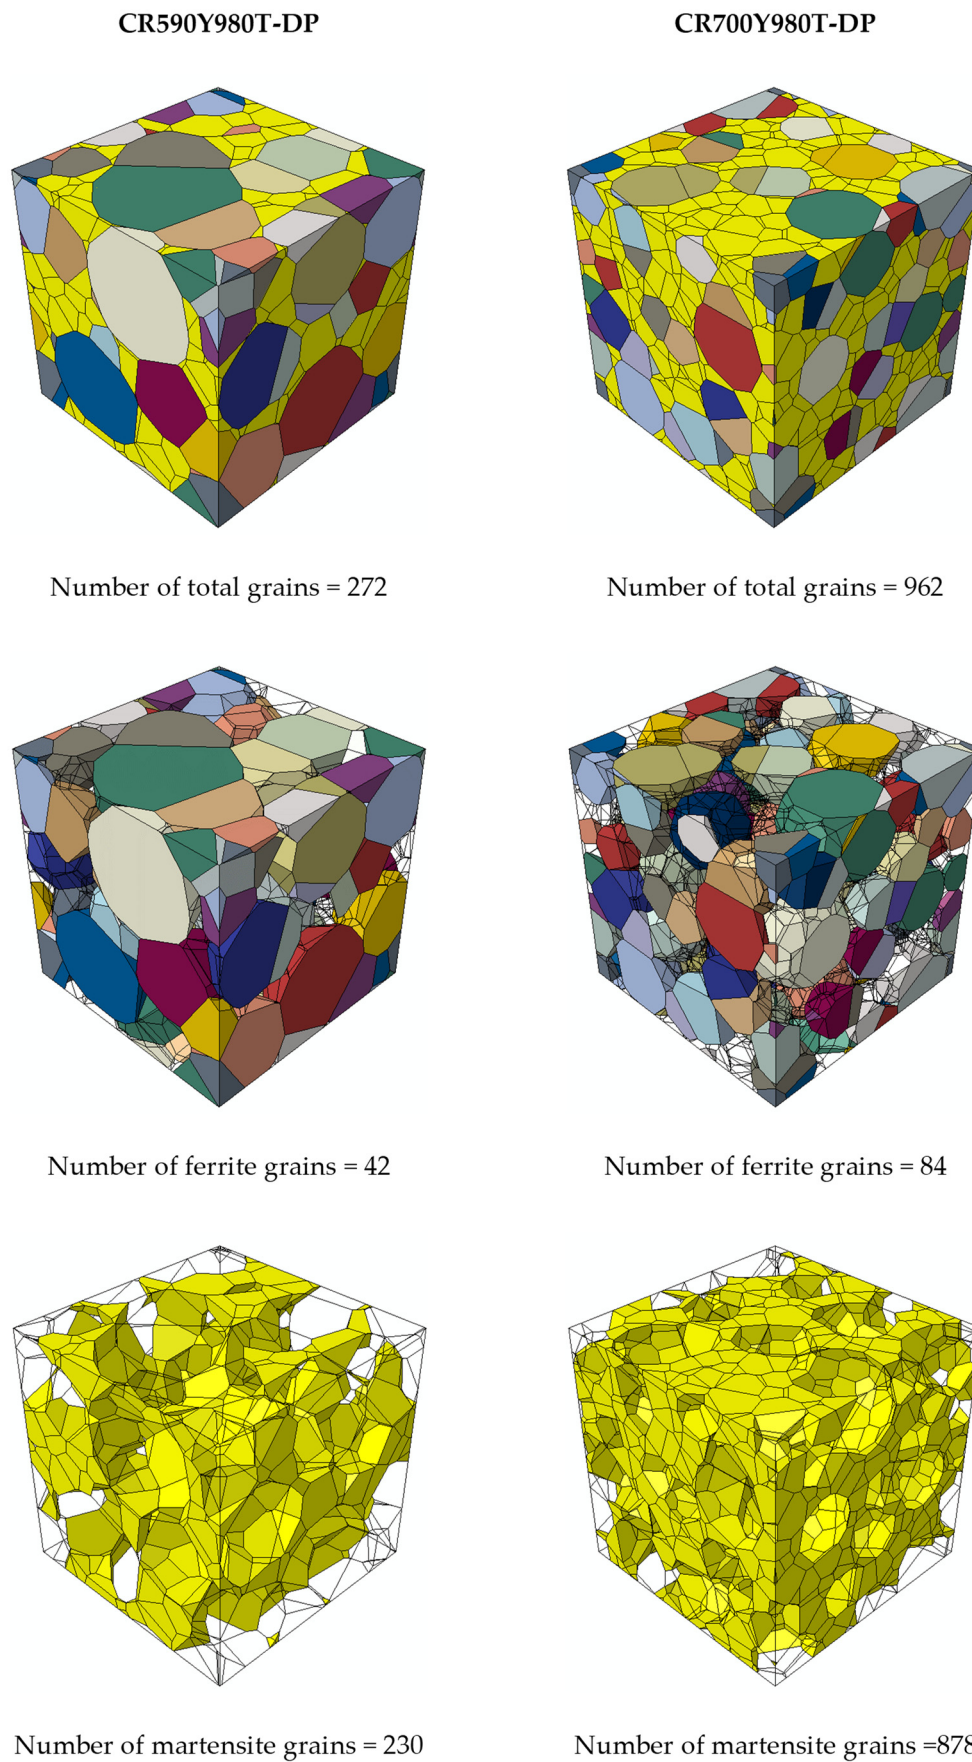 CR590Y980T-DP CR700Y980T-DP
Number of total grains = 272 Number of total grains = 962
Number of ferrite grains = 42 Number of ferrite grains = 84
Number of martensite grains = 230 Number of martensite grains =878